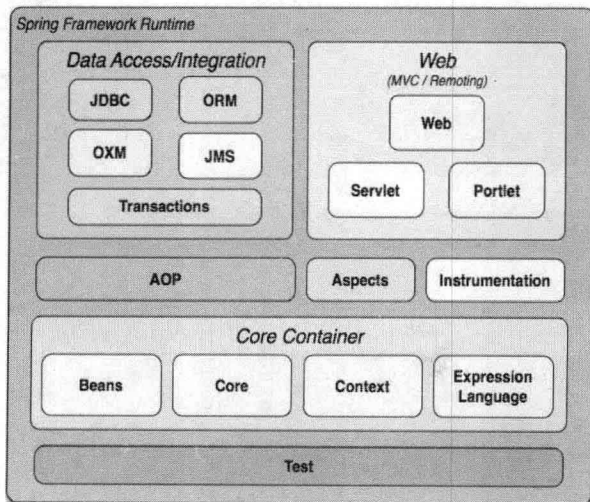 Spring Framework Runtime
Data Access/Integration
JDBC
ORM
OXM
JMS
Transactions
Web
(MVC / Remoting)
Web
Servlet
Portlet
AOP
Aspects
Instrumentation
Core Container
Beans
Core
Context
Expression
Language
Test